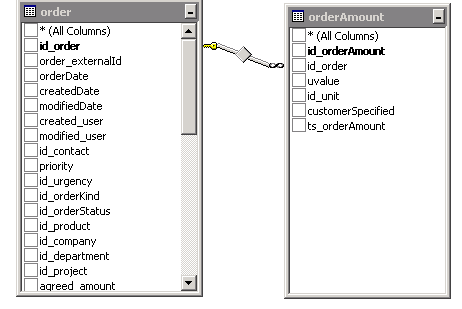 order
* (All Columns)
id_order
order_externalId
orderDate
createdDate
modifiedDate
created_user
modified_user
id_contact
priority
id_urgency
id_orderKind
id_orderStatus
id_product
id_company
id_department
id_project
agreed_amount
orderAmount
* (All Columns)
id_orderAmount
id_order
uvalue
id_unit
customerSpecified
ts_orderAmount